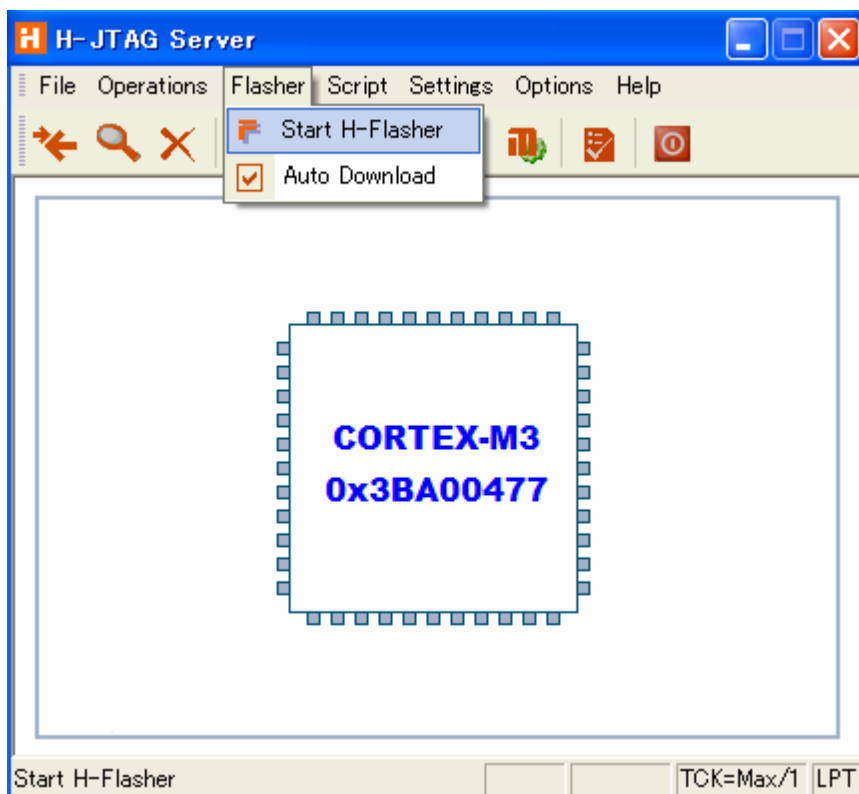 H-JTAG Server
File Operations Flasher Script Settings Options Help
Start H-Flasher
Auto Download
CORTEX-M3
0x3BA00477
Start H-Flasher TCK=Max/1 LPT